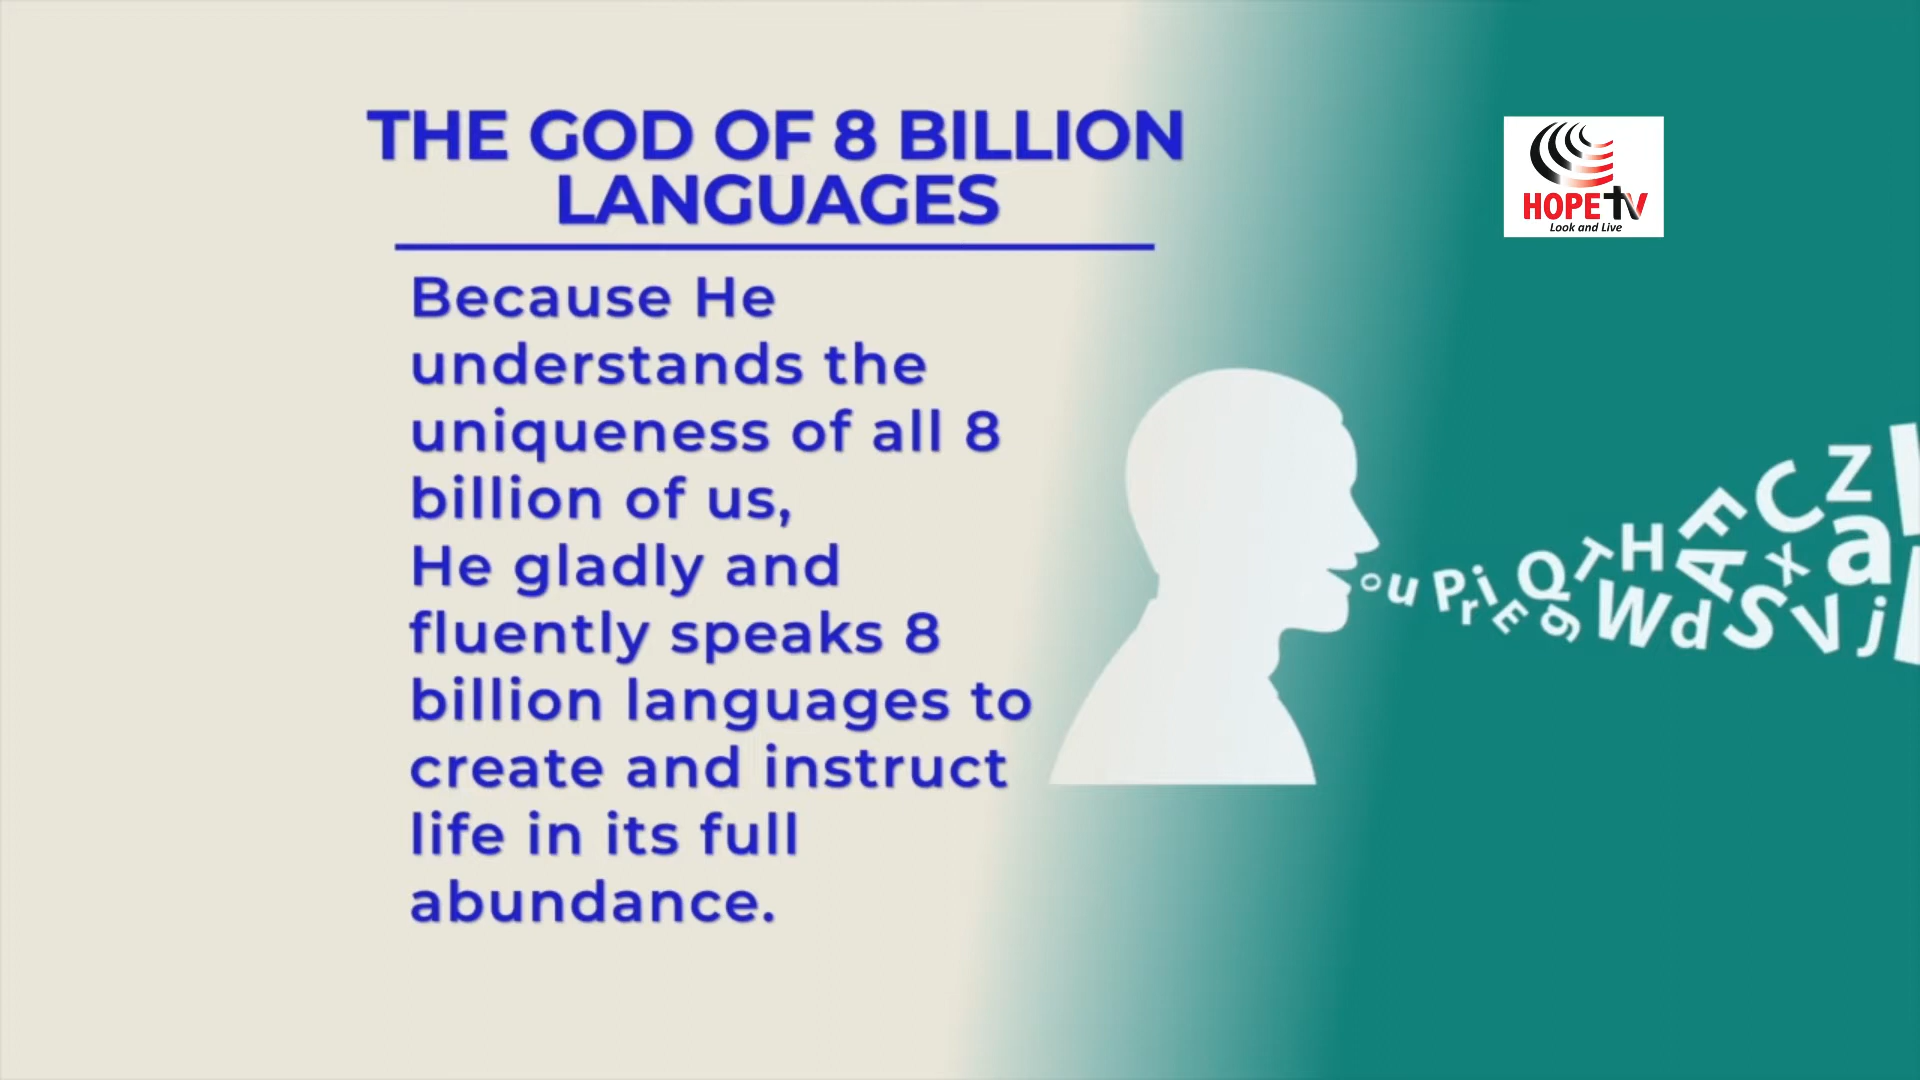 THE GOD OF 8 BILLION
LANGUAGES
Because He
understands the
uniqueness of all 8
billion of us,
He gladly and
fluently speaks 8
billion languages to
create and instruct
life in its full
abundance.
HOPE tV
Look and Live
o u P r i E Q g T H W F A d C x S Z a V j